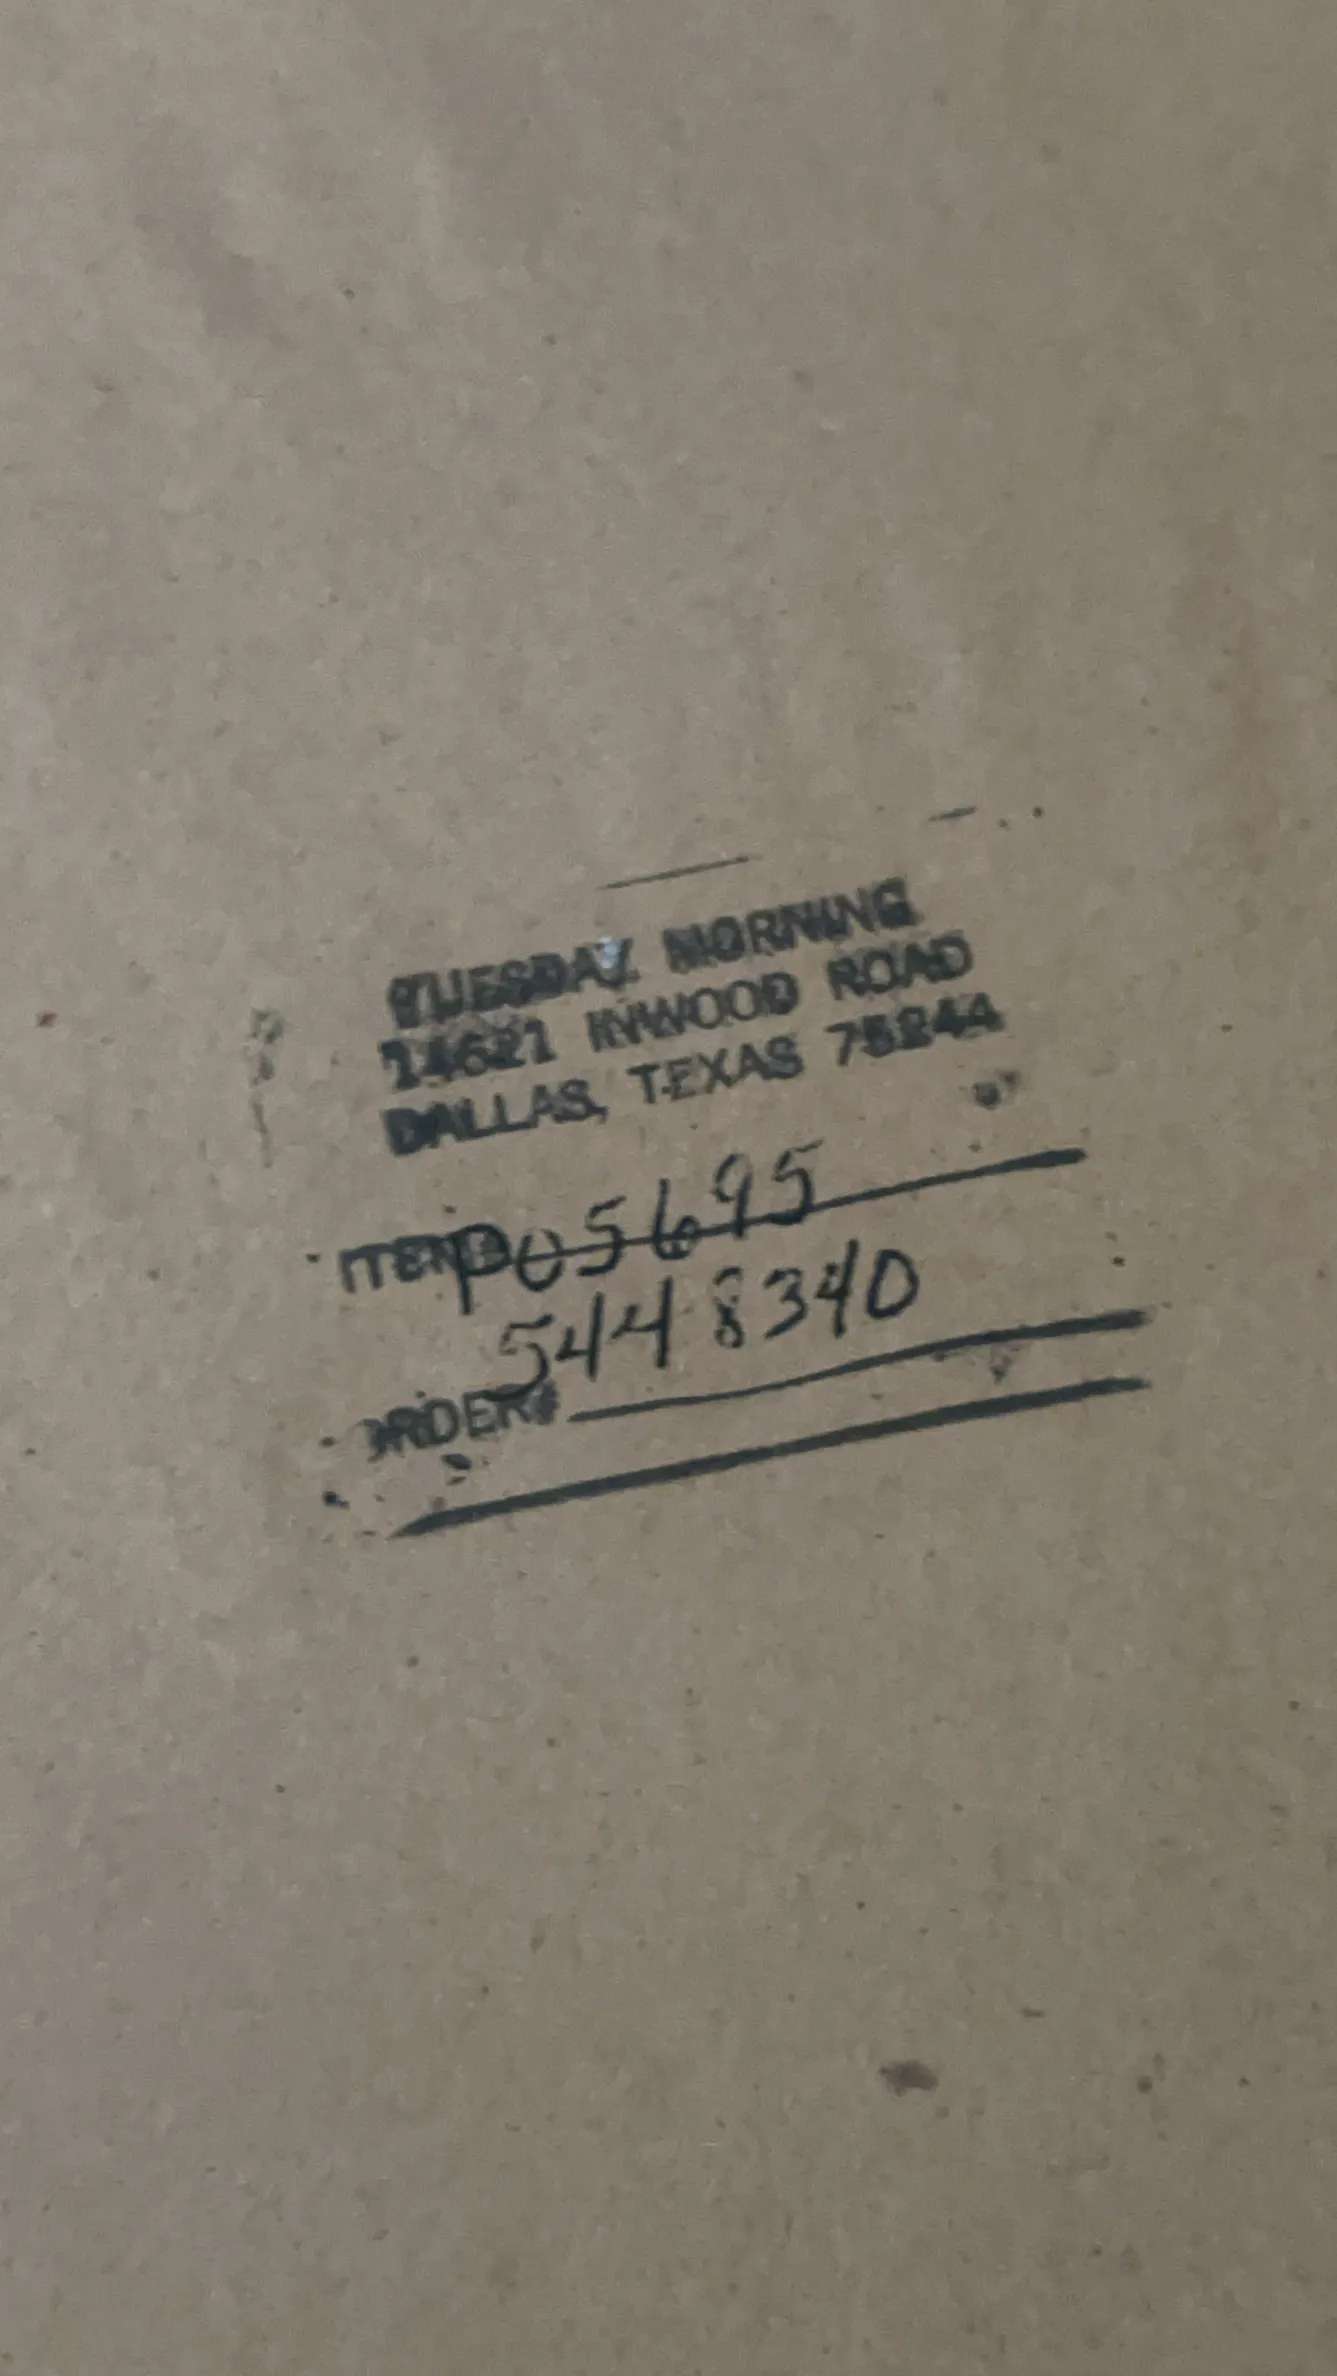 TUESDAY MORNING
14621 INWOOD ROAD
DALLAS, TEXAS 75244
ITEM# P05695
5448340
ORDER#